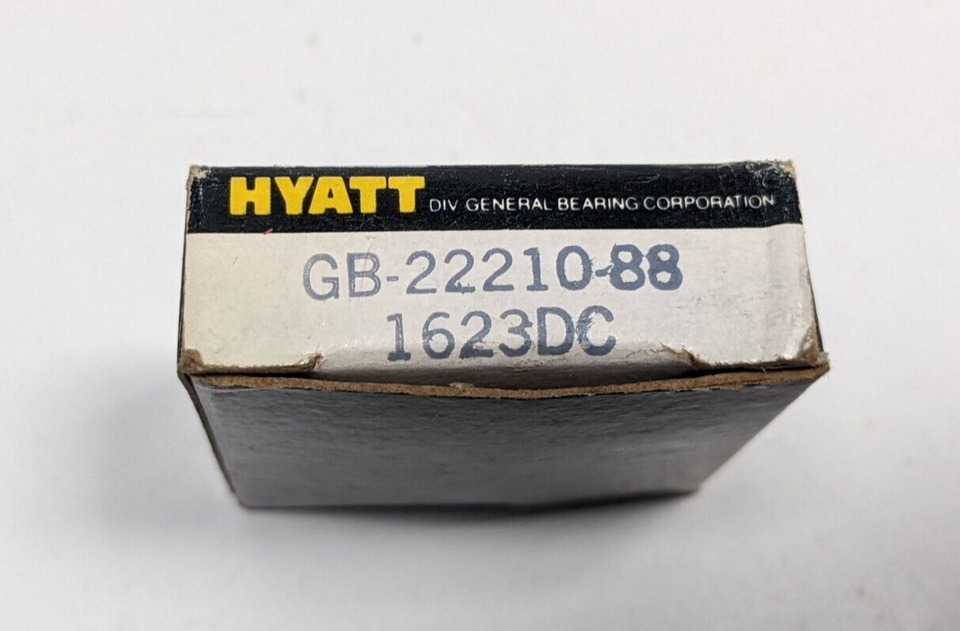 HYATT DIV GENERAL BEARING CORPORATION
GB-22210-88
1623DC